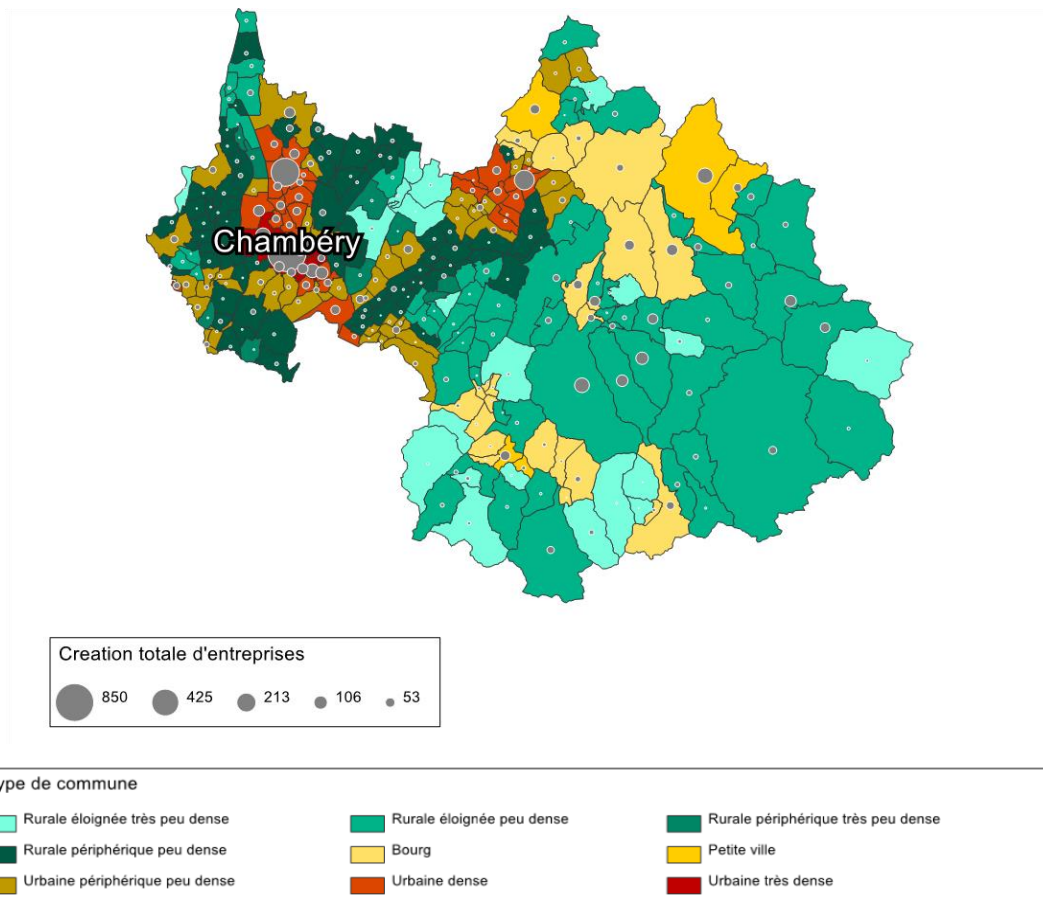 Chambéry
Creation totale d'entreprises
850 425 213 106 53
ype de commune
Rurale éloignée très peu dense Rurale éloignée peu dense Rurale périphérique très peu dense
Rurale périphérique peu dense Bourg Petite ville
Urbaine périphérique peu dense Urbaine dense Urbaine très dense